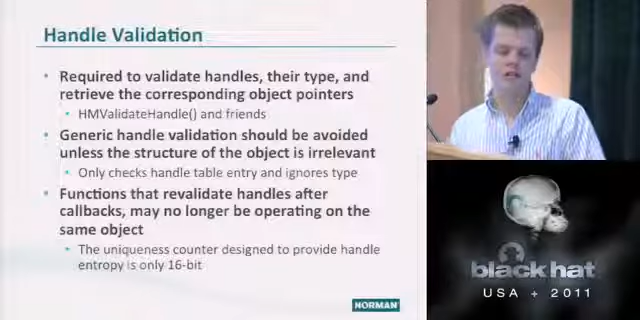 Handle Validation
• Required to validate handles, their type, and
retrieve the corresponding object pointers
• HMValidateHandle() and friends
• Generic handle validation should be avoided
unless the structure of the object is irrelevant
• Only checks handle table entry and ignores type
• Functions that revalidate handles after
callbacks, may no longer be operating on the
same object
• The uniqueness counter designed to provide handle
entropy is only 16-bit
NORMAN
black hat
USA + 2011